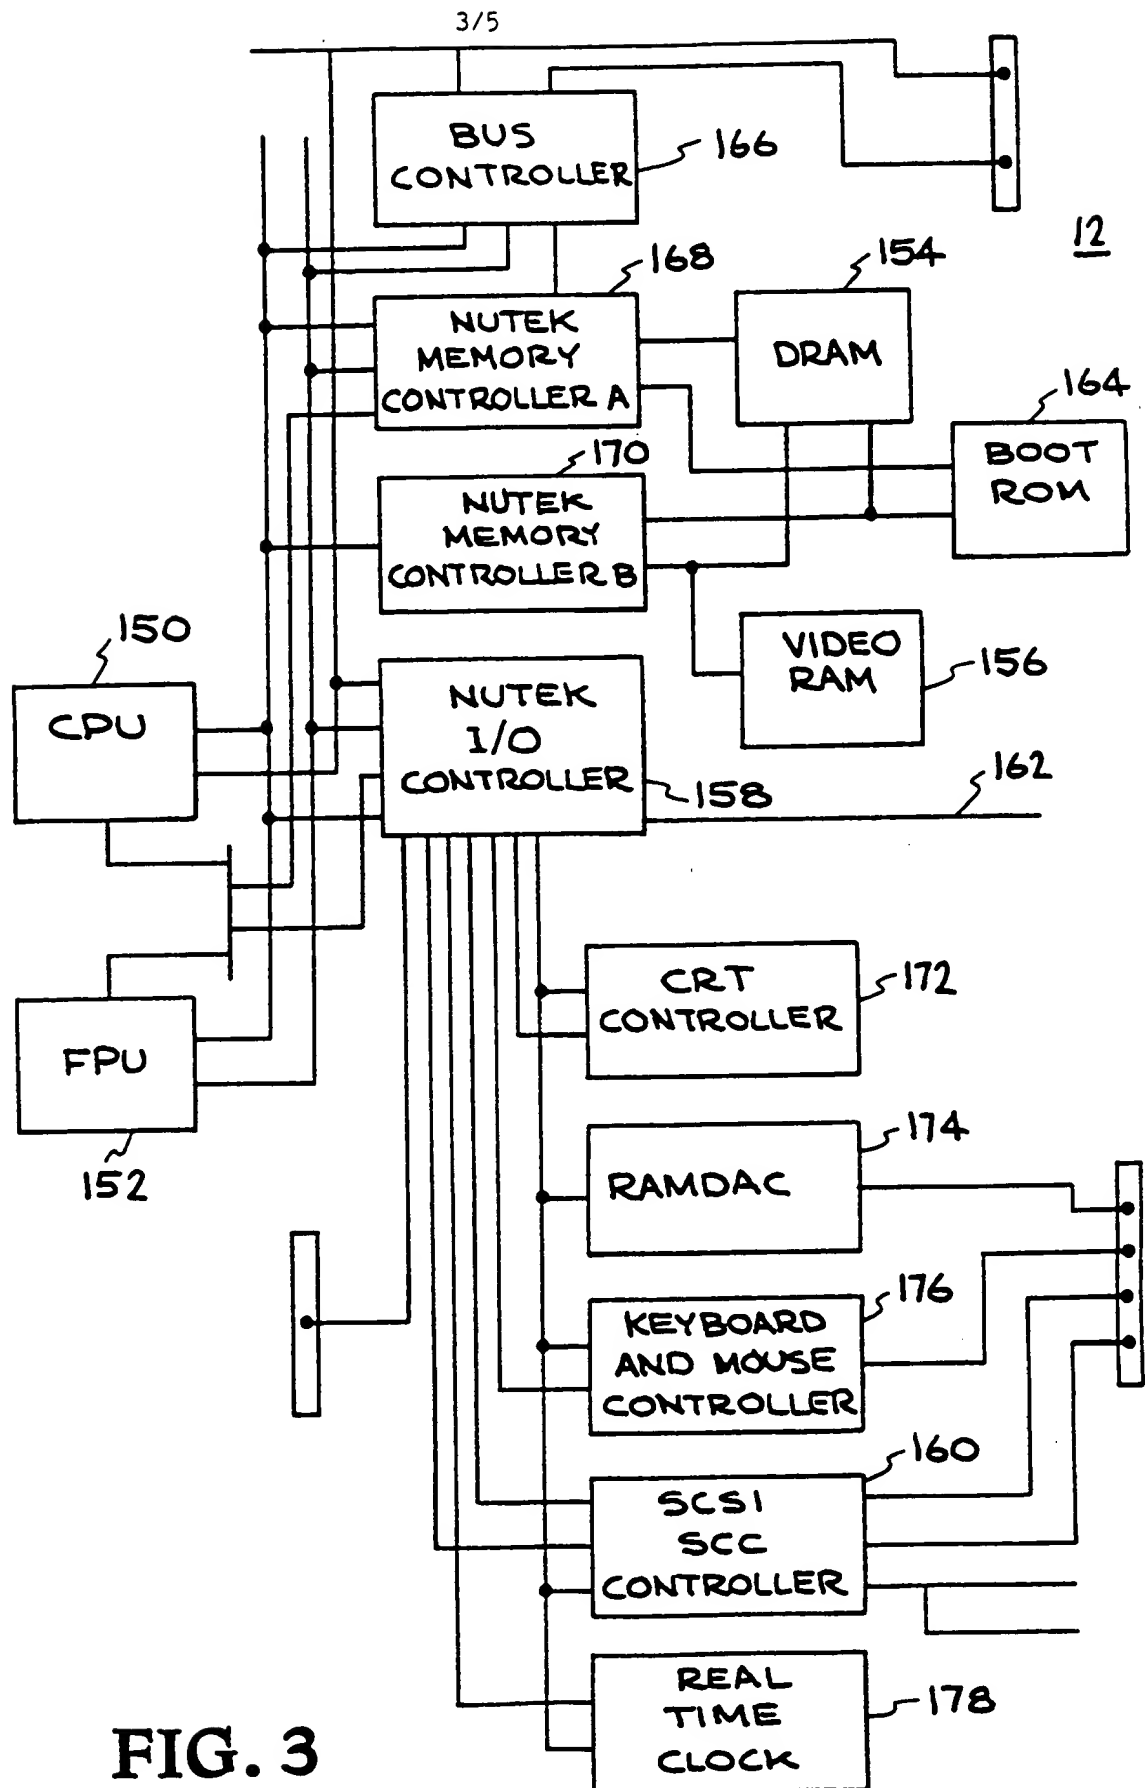 3/5
BUS
CONTROLLER
166
12
168
154
NUTEK
MEMORY
CONTROLLER A
DRAM
164
170
BOOT
ROM
NUTEK
MEMORY
CONTROLLER B
150
VIDEO
RAM
156
CPU
NUTEK
I/O
CONTROLLER
158
162
CRT
CONTROLLER
172
FPU
152
174
RAMDAC
176
KEYBOARD
AND MOUSE
CONTROLLER
160
SCSI
SCC
CONTROLLER
REAL
TIME
CLOCK
178
FIG. 3